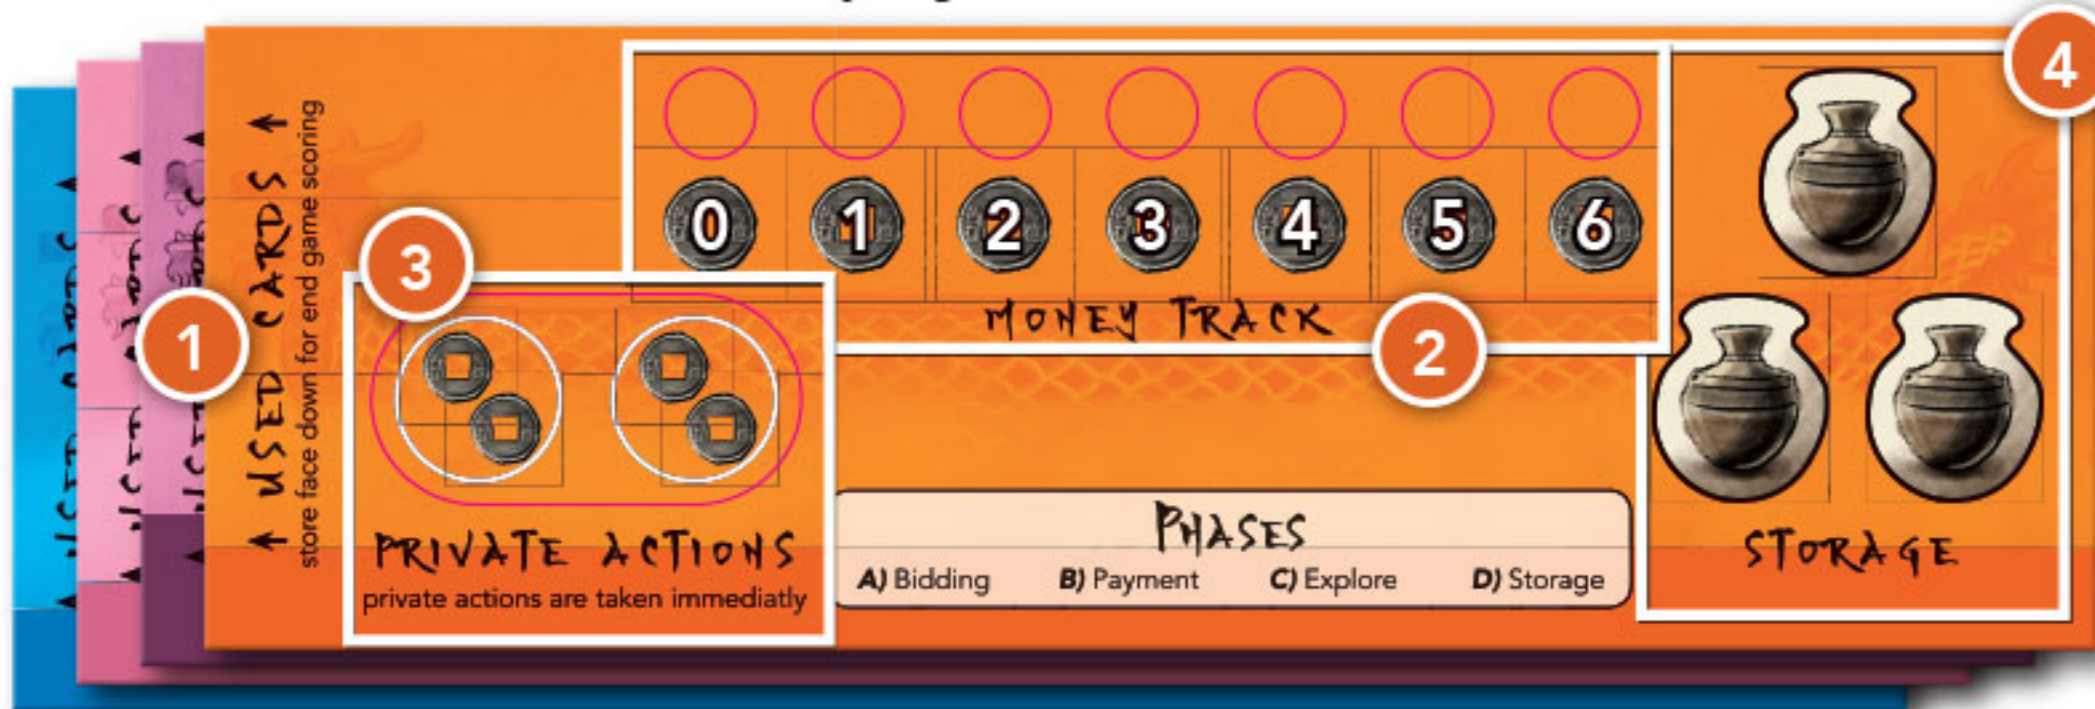 4
0 1 2 3 4 5 6
MONEY TRACK
2
1
USED CARDS
store face down for end game scoring
3
PRIVATE ACTIONS
private actions are taken immediatly
PHASES
A) Bidding B) Payment C) Explore D) Storage
STORAGE